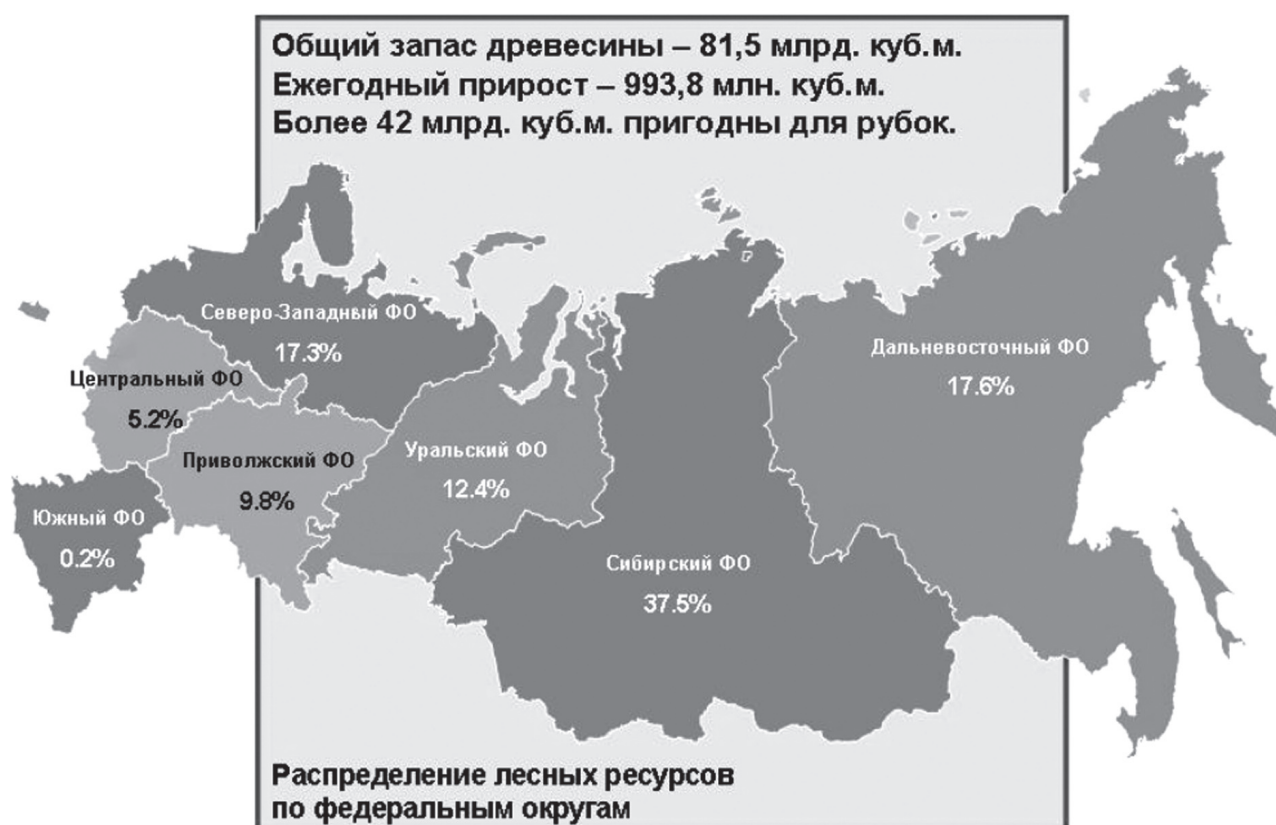 Общий запас древесины – 81,5 млрд. куб.м.
Ежегодный прирост – 993,8 млн. куб.м.
Более 42 млрд. куб.м. пригодны для рубок.
Северо-Западный ФО
17.3%
Дальневосточный ФО
17.6%
Центральный ФО
5.2%
Приволжский ФО
9.8%
Уральский ФО
12.4%
Южный ФО
0.2%
Сибирский ФО
37.5%
Распределение лесных ресурсов
по федеральным округам